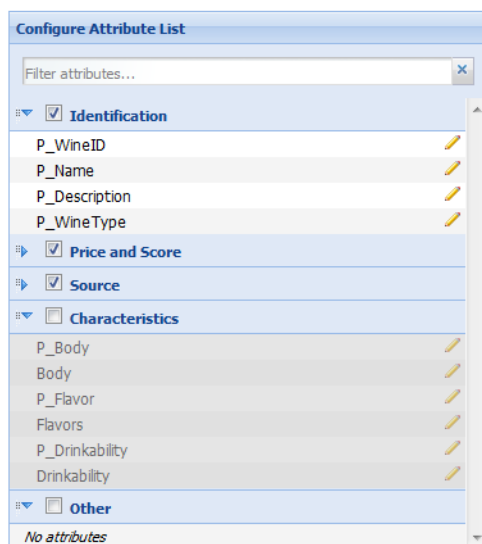 Configure Attribute List
Filter attributes...
Identification
P_WineID
P_Name
P_Description
P_WineType
Price and Score
Source
Characteristics
P_Body
Body
P_Flavor
Flavors
P_Drinkability
Drinkability
Other
No attributes